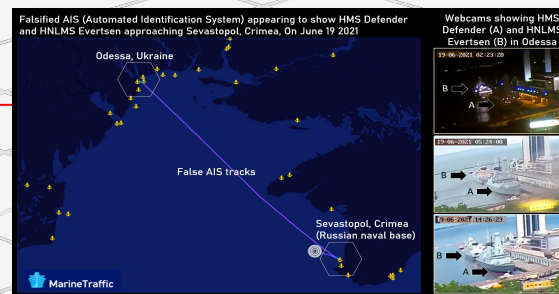 Falsified AIS (Automated Identification System) appearing to show HMS Defender
and HNLMS Evertsen approaching Sevastopol, Crimea, On June 19 2021
Odessa, Ukraine
False AIS tracks
Sevastopol, Crimea
(Russian naval base)
MarineTraffic
Webcams showing HMS
Defender (A) and HNLMS
Evertsen (B) in Odessa
19-06-2021 02:23:28
B
A
19-06-2021 05:24:08
B
A
19-06-2021 14:26:23
B
A